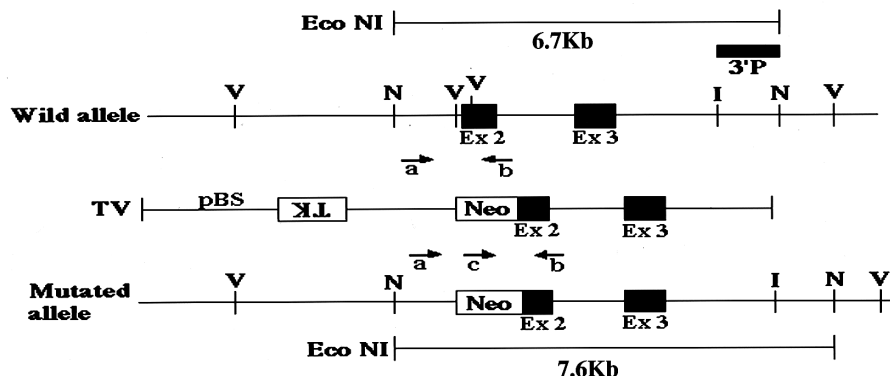 Eco NI
6.7Kb
3'P
V N V V I N V
Wild allele
Ex 2 Ex 3
a b
TV pBS TK Neo
Ex 2 Ex 3
a c b
V N I N V
Mutated allele Neo
Ex 2 Ex 3
Eco NI
7.6Kb